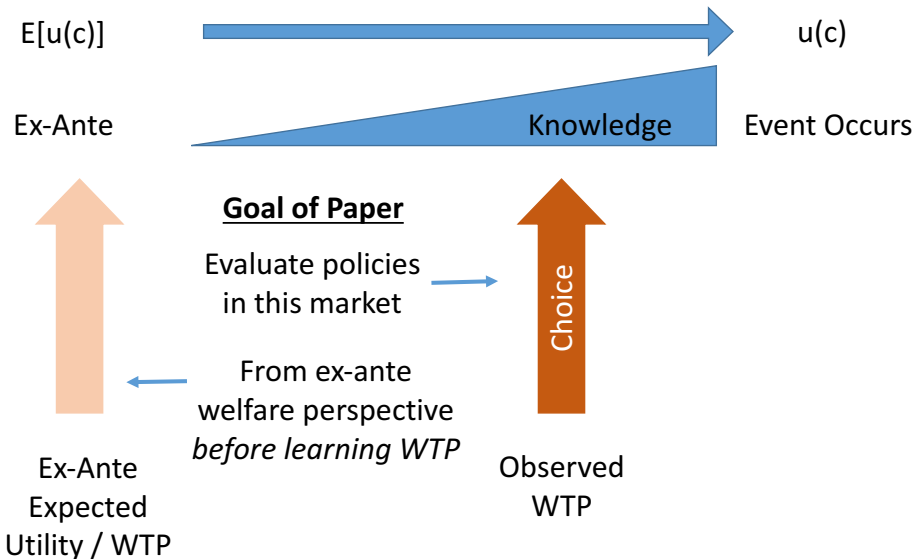 E[u(c)]
u(c)
Ex-Ante
Knowledge
Event Occurs
Goal of Paper
Evaluate policies
in this market
Choice
From ex-ante
welfare perspective
before learning WTP
Ex-Ante
Expected
Utility / WTP
Observed
WTP